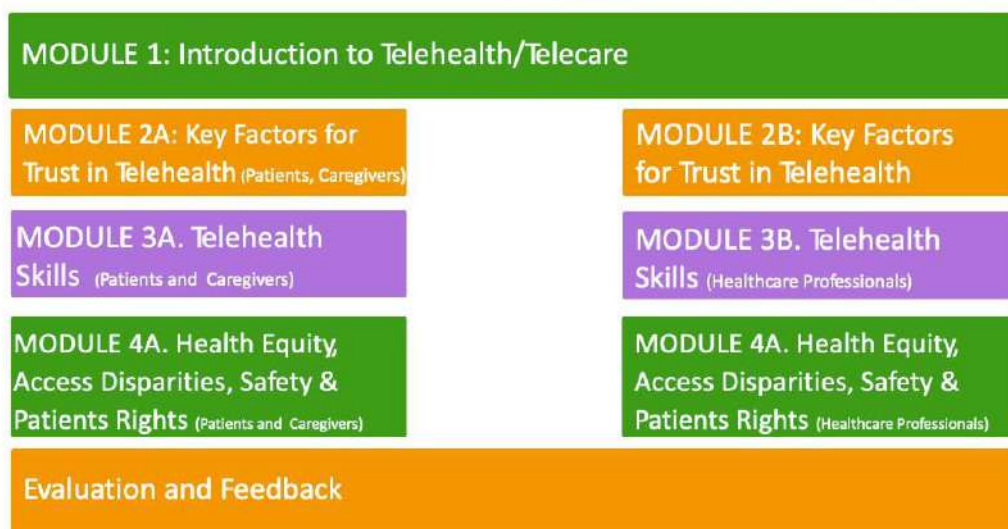 MODULE 1: Introduction to Telehealth/Telecare
MODULE 2A: Key Factors for
Trust in Telehealth (Patients, Caregivers)
MODULE 2B: Key Factors
for Trust in Telehealth
MODULE 3A. Telehealth
Skills (Patients and Caregivers)
MODULE 3B. Telehealth
Skills (Healthcare Professionals)
MODULE 4A. Health Equity,
Access Disparities, Safety &
Patients Rights (Patients and Caregivers)
MODULE 4A. Health Equity,
Access Disparities, Safety &
Patients Rights (Healthcare Professionals)
Evaluation and Feedback